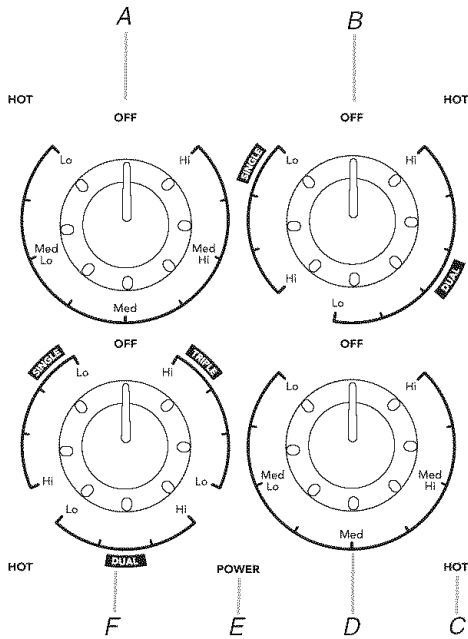 A B
HOT HOT
OFF OFF
Lo Hi SINGLE Lo Hi
Med Lo Med Hi Hi DUAL
Med Lo
OFF OFF
SINGLE Lo Hi TRIPLE Lo Hi
Hi Lo Med Lo Med Hi
Lo Hi Med
DUAL
HOT POWER HOT
F E D C